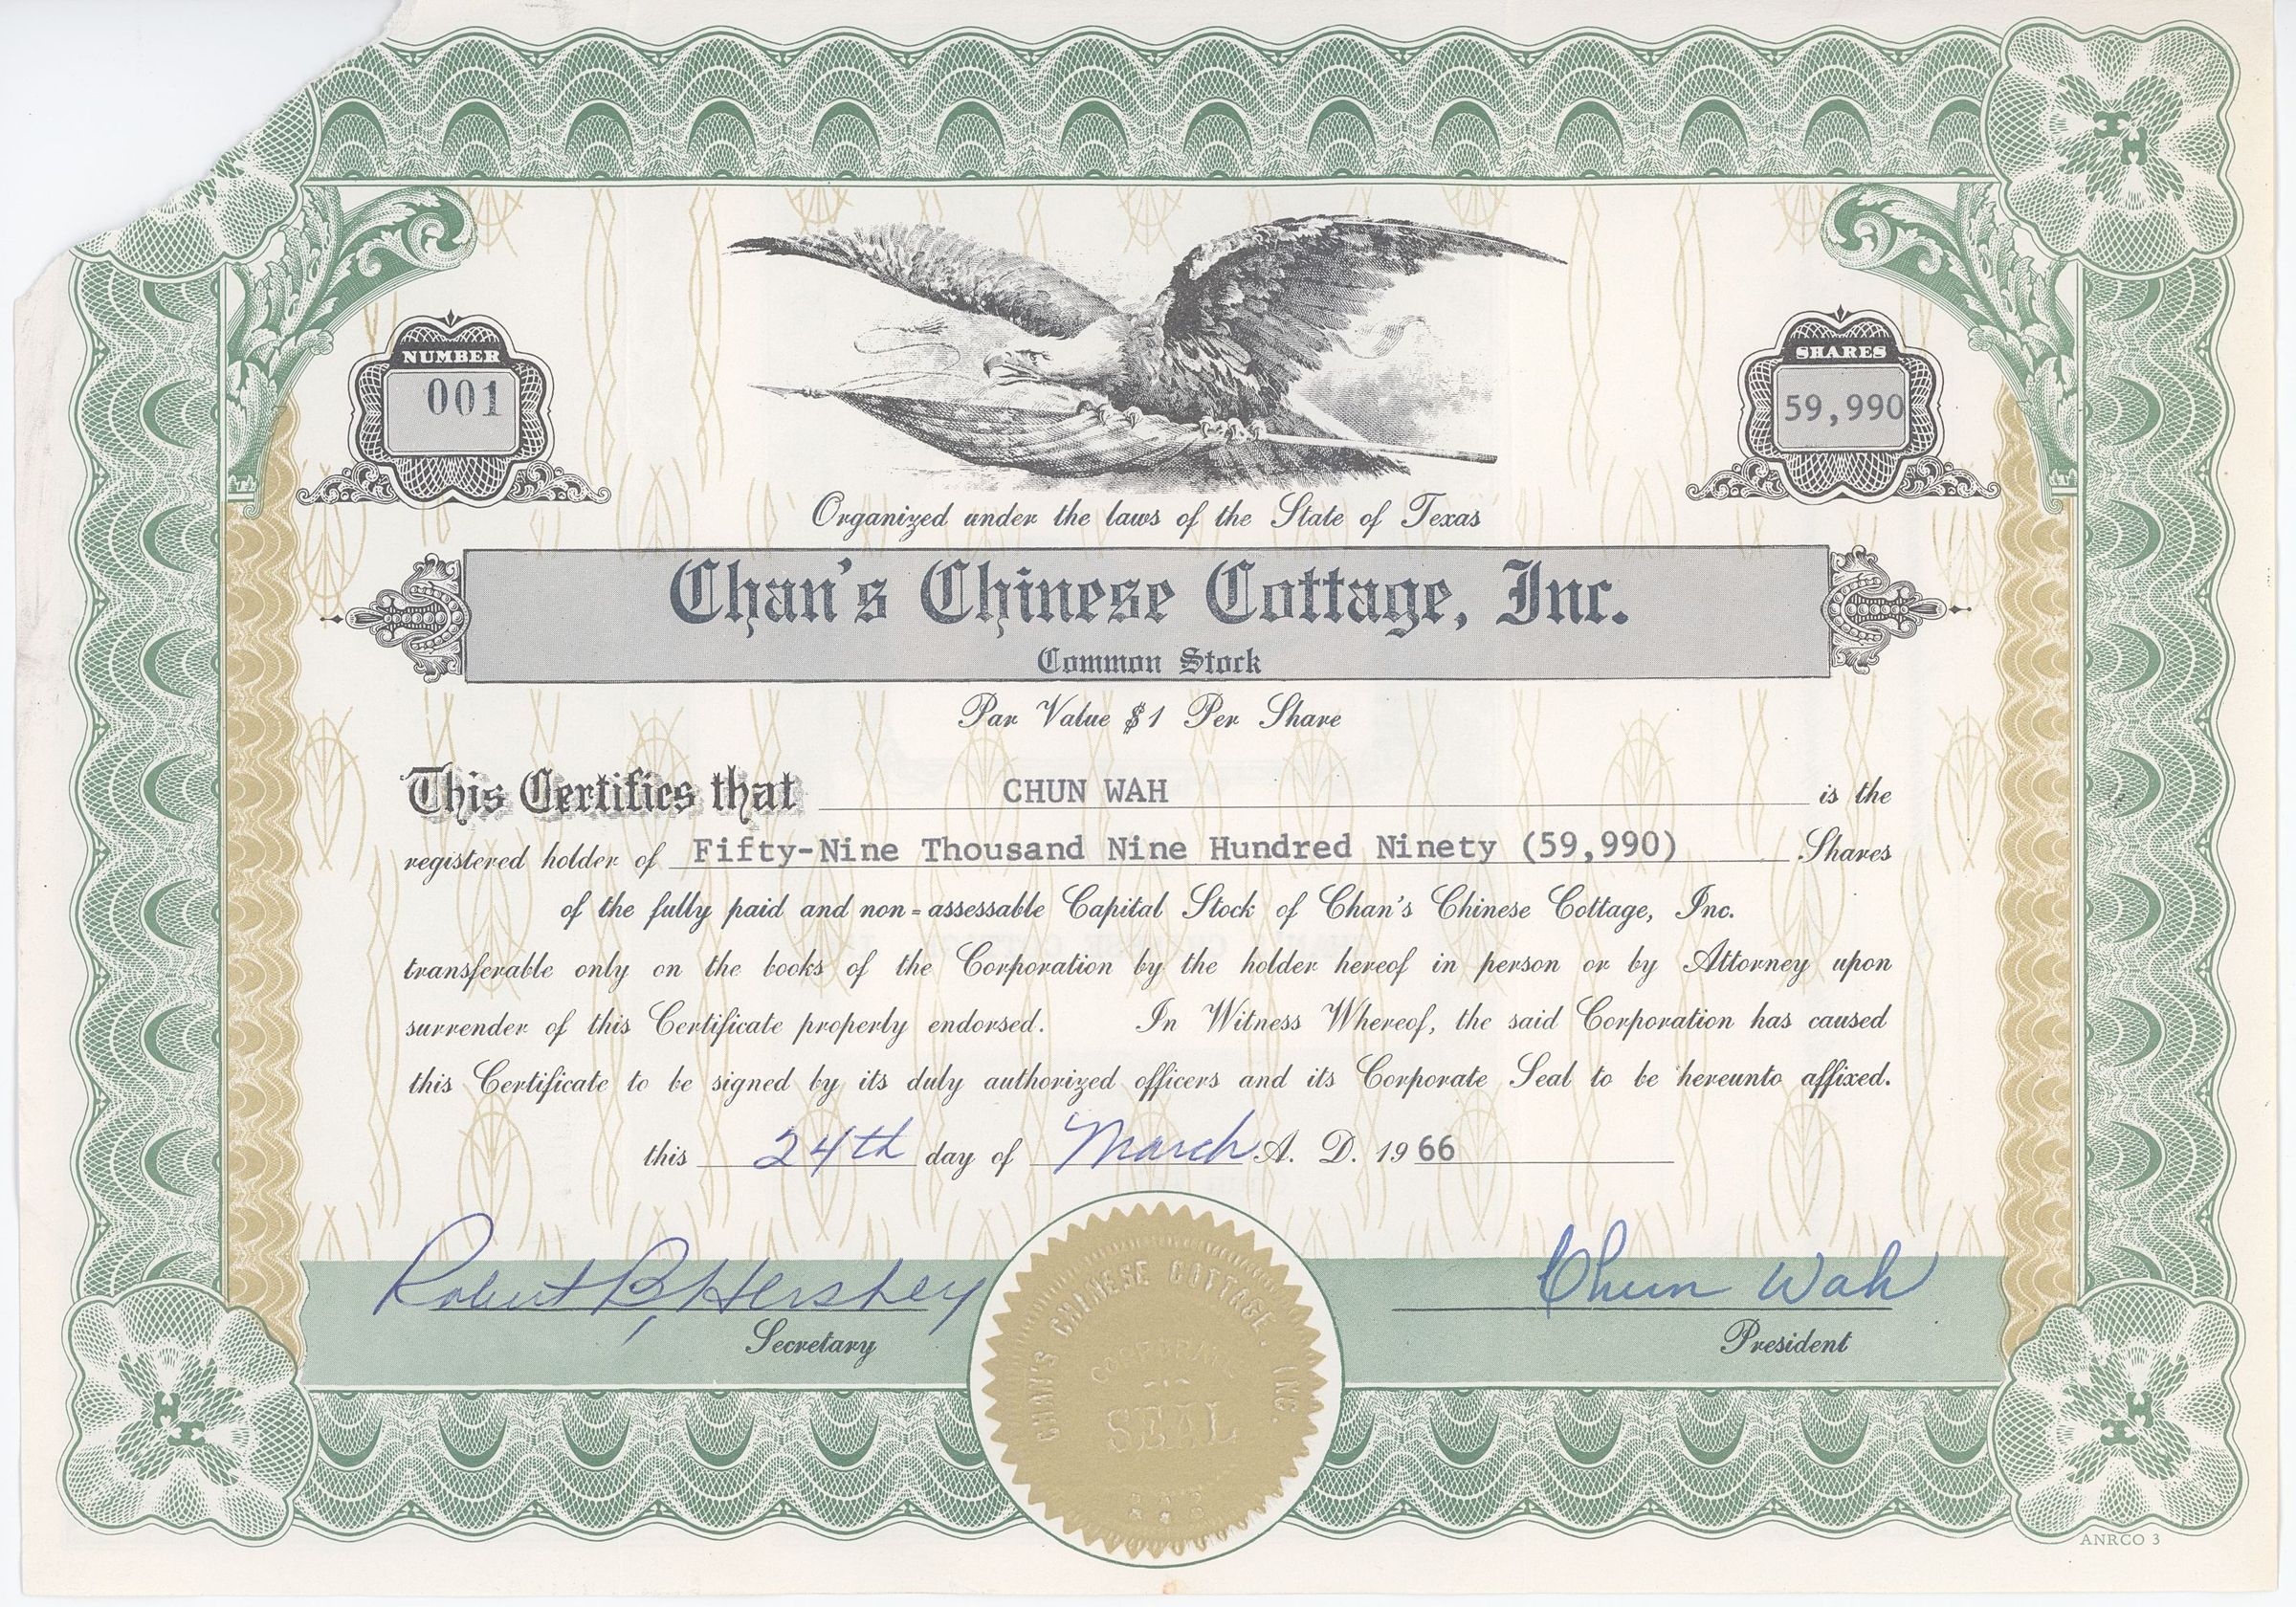 NUMBER
001
SHARES
59,990
Organized under the laws of the State of Texas
Chan's Chinese Cottage, Inc.
Common Stock
Par Value $1 Per Share
This Certifies that CHUN WAH is the
registered holder of Fifty-Nine Thousand Nine Hundred Ninety (59,990) Shares
of the fully paid and non-assessable Capital Stock of Chan's Chinese Cottage, Inc.
transferable only on the books of the Corporation by the holder hereof in person or by Attorney upon
surrender of this Certificate properly endorsed. In Witness Whereof, the said Corporation has caused
this Certificate to be signed by its duly authorized officers and its Corporate Seal to be hereunto affixed.
this 24th day of March A. D. 1966
Robert B. Hershey
Secretary
Chun Wah
President
CHAN'S CHINESE COTTAGE, INC.
CORPORATE
SEAL
ANRCO 3